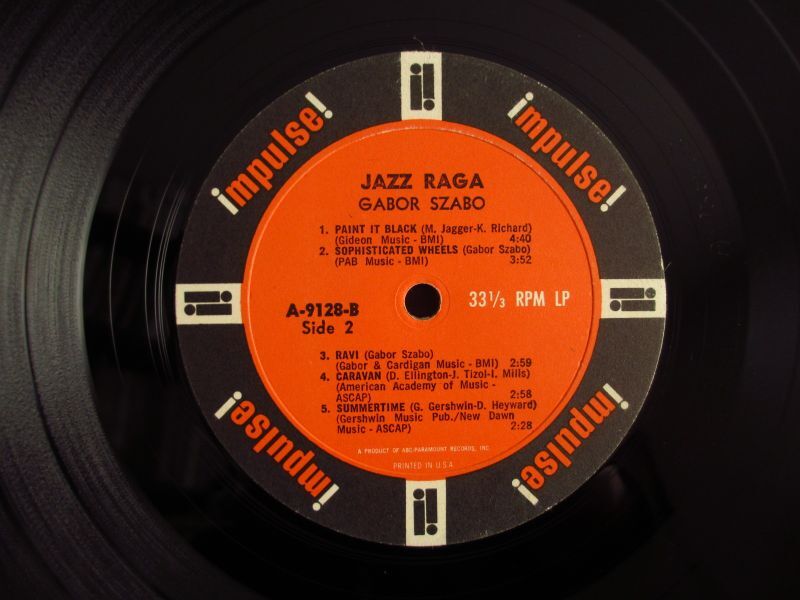 impulse!
impulse!
JAZZ RAGA
GABOR SZABO
1. PAINT IT BLACK (M. Jagger-K. Richard)
(Gideon Music - BMI) 4:40
2. SOPHISTICATED WHEELS (Gabor Szabo)
(PAB Music - BMI) 3:52
A-9128-B
Side 2
33 1/3 RPM LP
3. RAVI (Gabor Szabo)
(Gabor & Cardigan Music - BMI) 2:59
4. CARAVAN (D. Ellington-J. Tizol-I. Mills)
(American Academy of Music -
ASCAP) 2:58
5. SUMMERTIME (G. Gershwin-D. Heyward)
(Gershwin Music Pub./New Dawn
Music - ASCAP) 2:28
A PRODUCT OF ABC-PARAMOUNT RECORDS, INC.
PRINTED IN U.S.A.
impulse!
impulse!